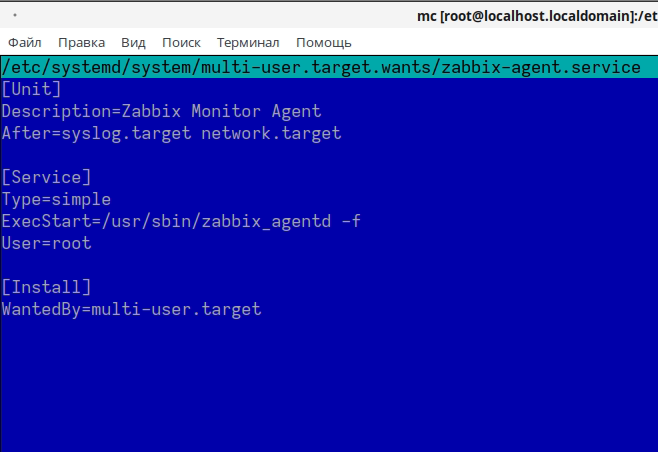 mc [root@localhost.localdomain]:/et
Файл Правка Вид Поиск Терминал Помощь
/etc/systemd/system/multi-user.target.wants/zabbix-agent.service
[Unit]
Description=Zabbix Monitor Agent
After=syslog.target network.target
[Service]
Type=simple
ExecStart=/usr/sbin/zabbix_agentd -f
User=root
[Install]
WantedBy=multi-user.target